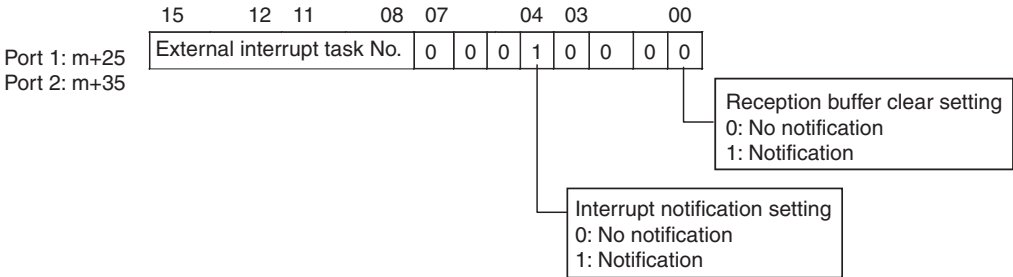 15 12 11 08 07 04 03 00
Port 1: m+25
Port 2: m+35
External interrupt task No. 0 0 0 1 0 0 0 0
Reception buffer clear setting
0: No notification
1: Notification
Interrupt notification setting
0: No notification
1: Notification